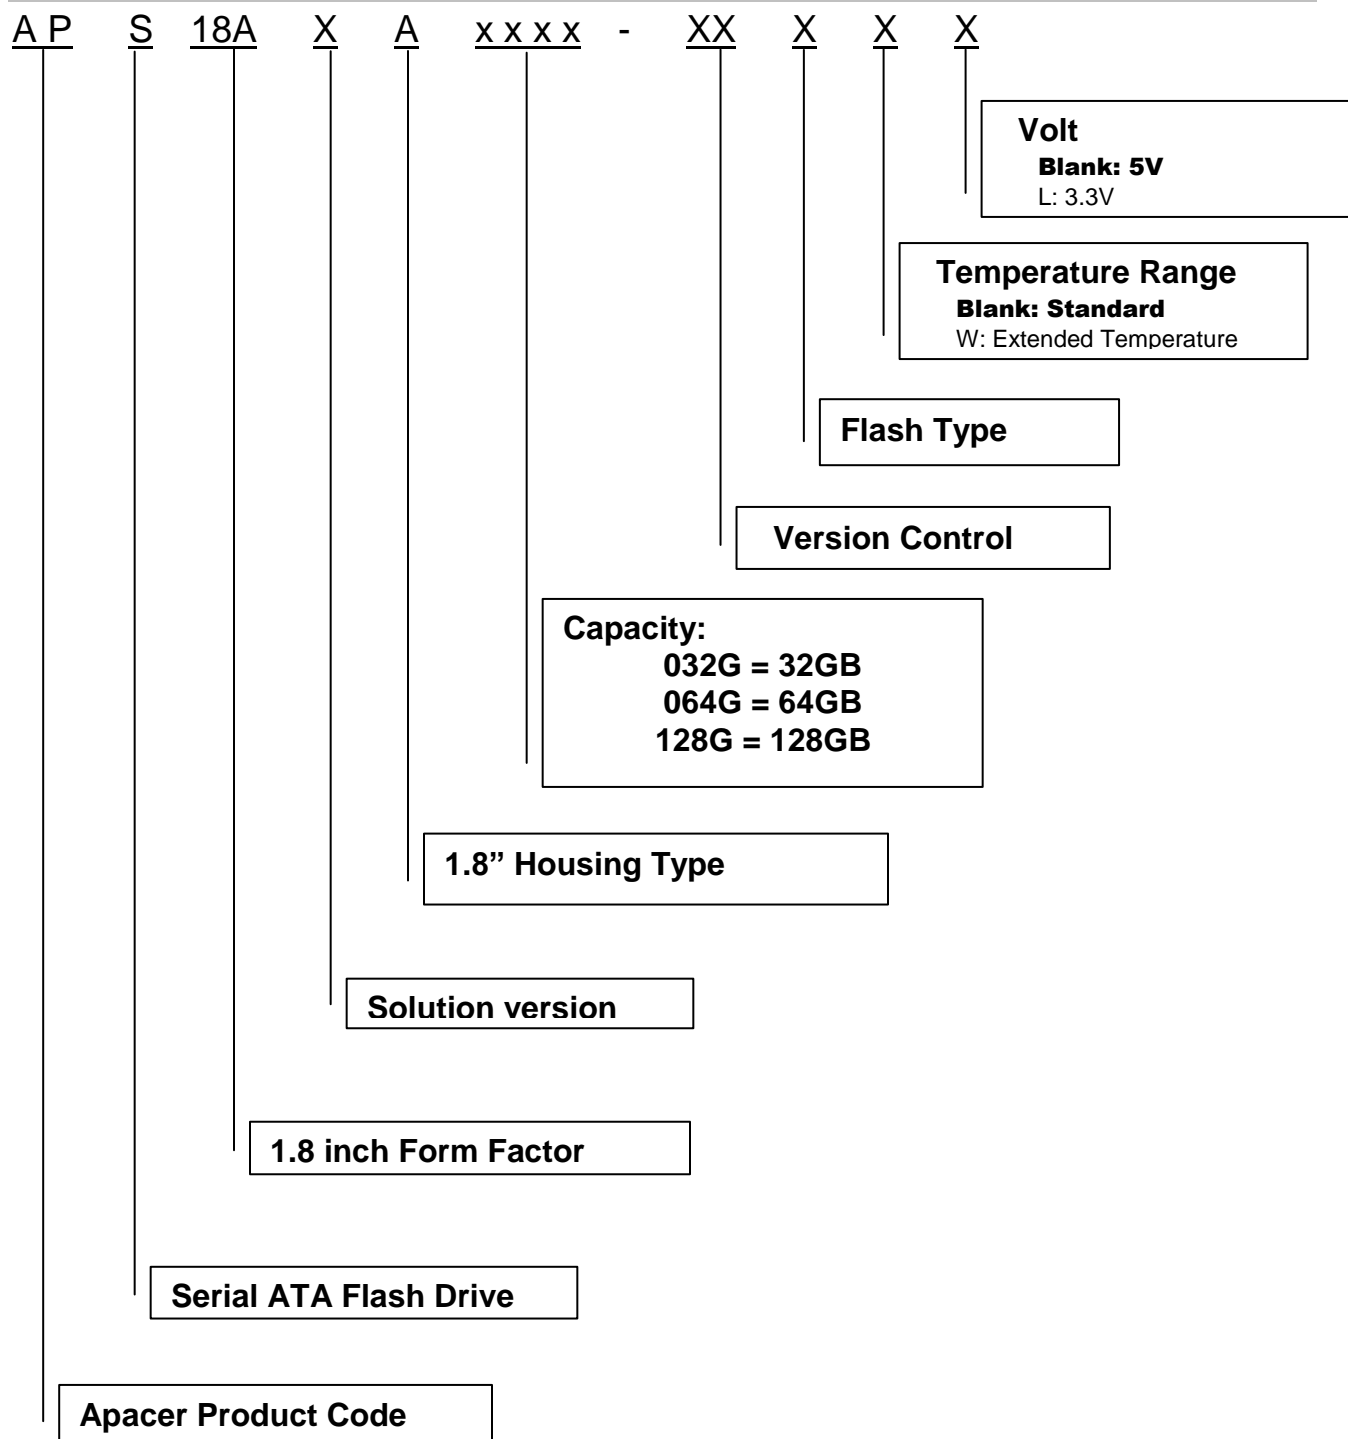 A P S 18A X A x x x x - XX X X X
Volt
Blank: 5V
L: 3.3V
Temperature Range
Blank: Standard
W: Extended Temperature
Flash Type
Version Control
Capacity:
032G = 32GB
064G = 64GB
128G = 128GB
1.8” Housing Type
Solution version
1.8 inch Form Factor
Serial ATA Flash Drive
Apacer Product Code